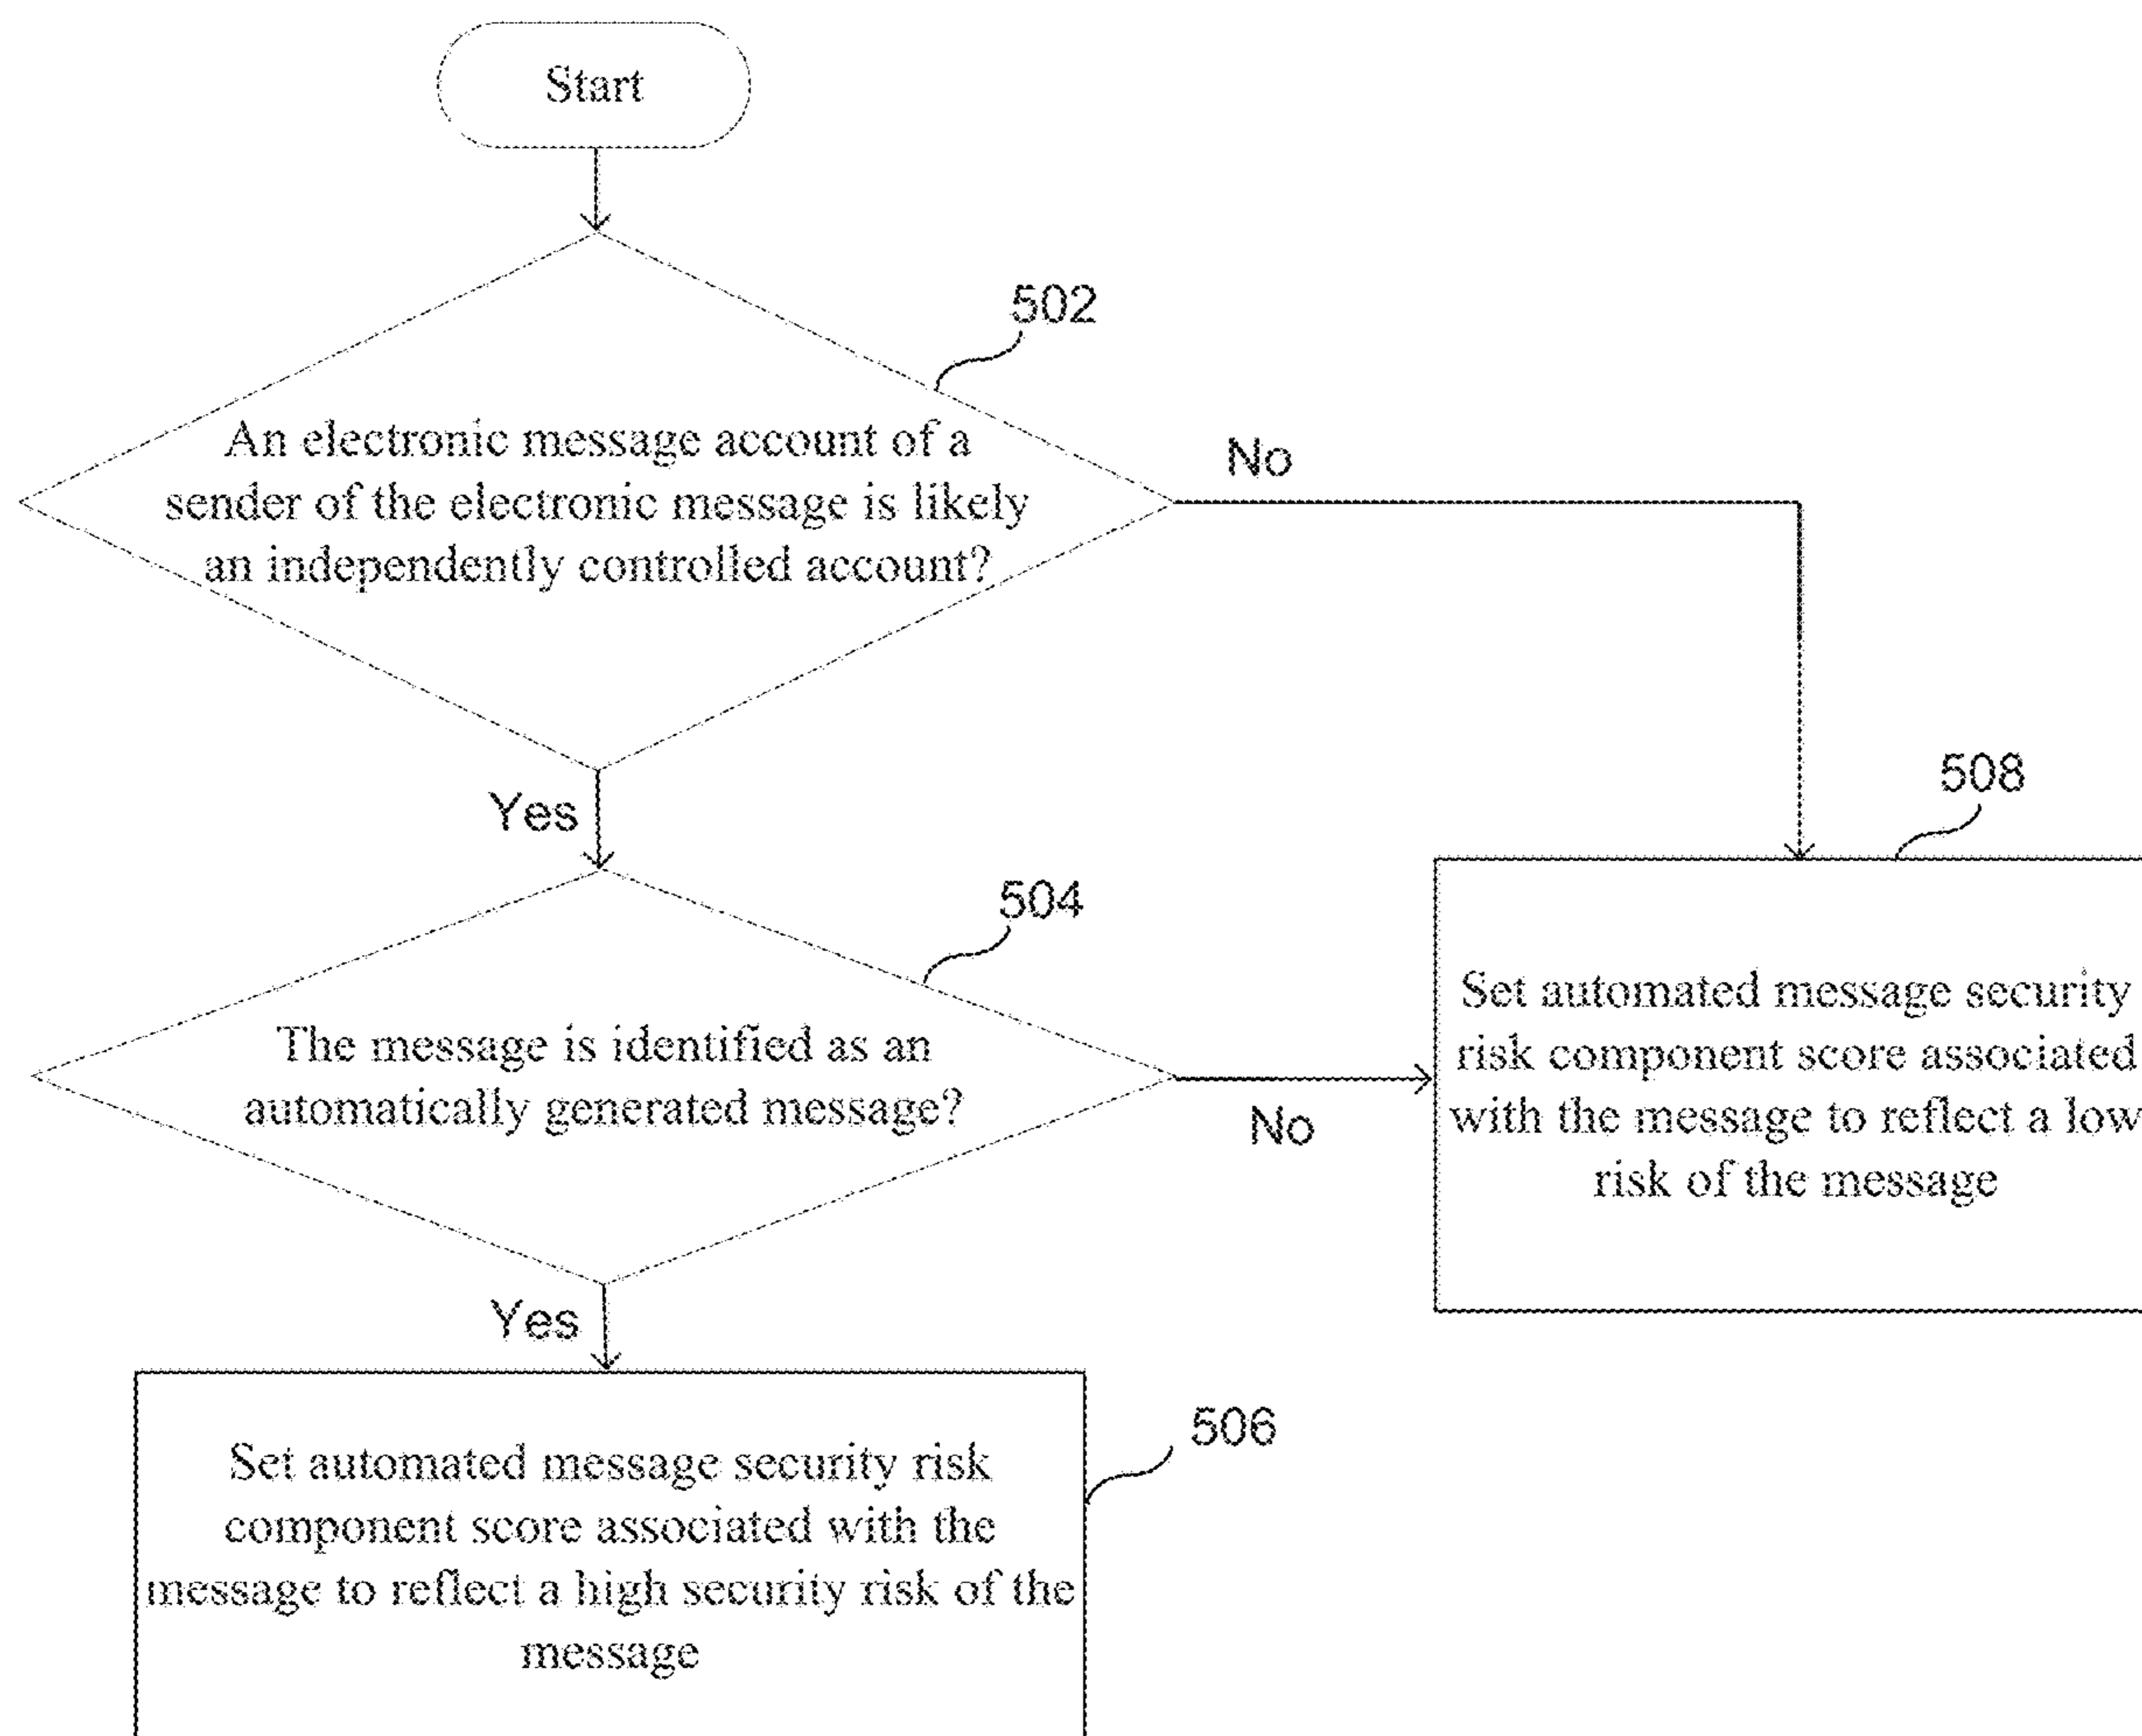 Start
502
An electronic message account of a
sender of the electronic message is likely
an independently controlled account?
No
Yes
508
504
The message is identified as an
automatically generated message?
No
Set automated message security
risk component score associated
with the message to reflect a low
risk of the message
Yes
506
Set automated message security risk
component score associated with the
message to reflect a high security risk of the
message